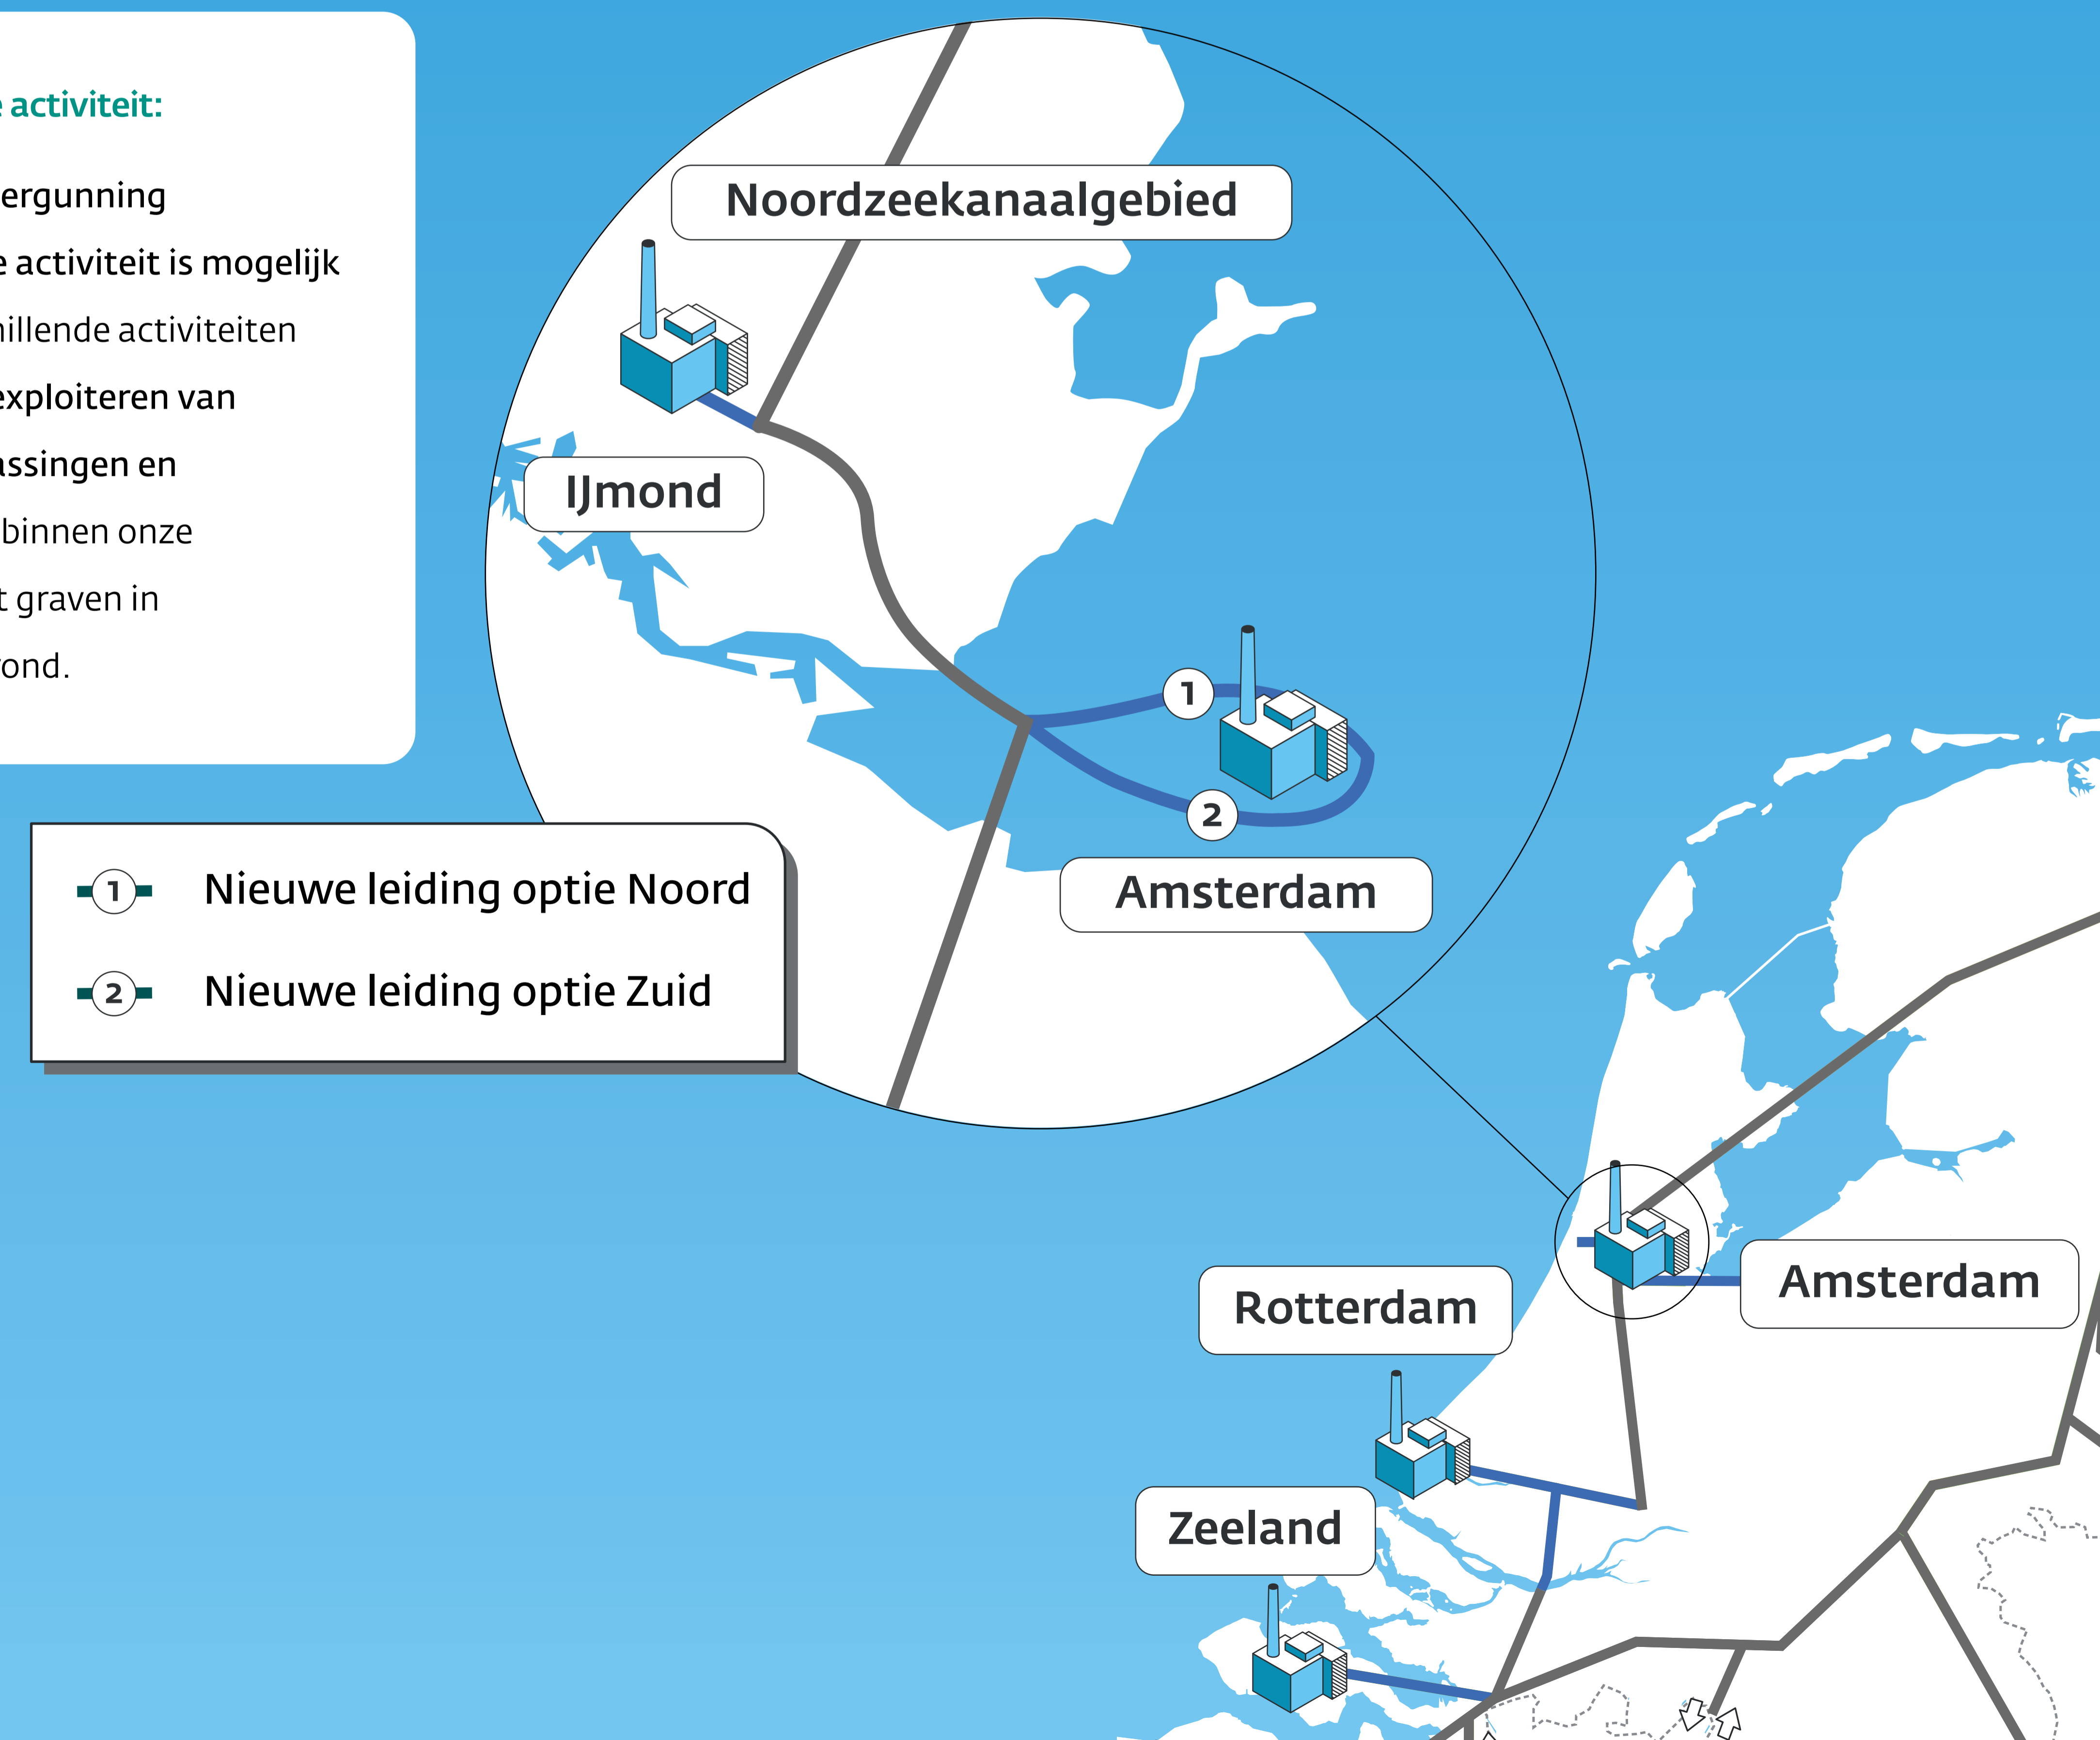 activiteit:
ergunning
e activiteit is mogelijk
illende activiteiten
exploiteren van
assingen en
binnen onze
t graven in
ond.
Noordzeekanaalgebied
IJmond
1
2
Amsterdam
1 Nieuwe leiding optie Noord
2 Nieuwe leiding optie Zuid
Amsterdam
Rotterdam
Zeeland